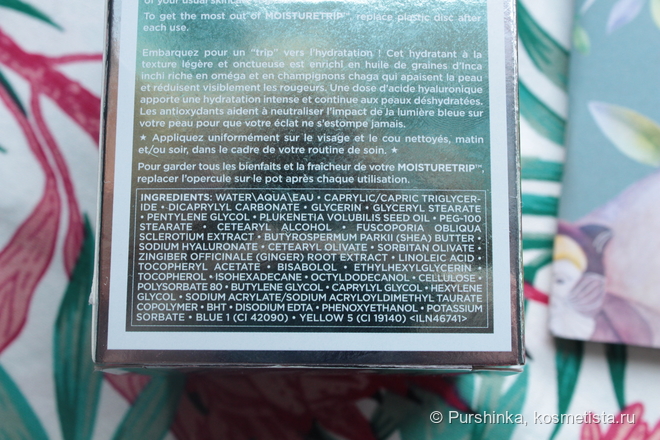 of your usual skincare
To get the most out of MOISTURETRIP™, replace plastic disc after
each use.
Embarquez pour un "trip" vers l'hydratation ! Cet hydratant à la
texture légère et onctueuse est enrichi en huile de graines d'Inca
inchi riche en oméga et en champignons chaga qui apaisent la peau
et réduisent visiblement les rougeurs. Une dose d'acide hyaluronique
apporte une hydratation intense et continue aux peaux déshydratées.
Les antioxydants aident à neutraliser l'impact de la lumière bleue sur
votre peau pour que votre éclat ne s'estompe jamais.
★ Appliquez uniformément sur le visage et le cou nettoyés, matin
et/ou soir, dans le cadre de votre routine de soin. ★
Pour garder tous les bienfaits et la fraîcheur de votre MOISTURETRIP™,
replacer l'opercule sur le pot après chaque utilisation.
INGREDIENTS: WATER\AQUA\EAU • CAPRYLIC/CAPRIC TRIGLYCER-
IDE • DICAPRYLYL CARBONATE • GLYCERIN • GLYCERYL STEARATE
• PENTYLENE GLYCOL • PLUKENETIA VOLUBILIS SEED OIL • PEG-100
STEARATE • CETEARYL ALCOHOL • FUSCOPORIA OBLIQUA
SCLEROTIUM EXTRACT • BUTYROSPERMUM PARKII (SHEA) BUTTER •
SODIUM HYALURONATE • CETEARYL OLIVATE • SORBITAN OLIVATE •
ZINGIBER OFFICINALE (GINGER) ROOT EXTRACT • LINOLEIC ACID •
TOCOPHERYL ACETATE • BISABOLOL • ETHYLHEXYLGLYCERIN •
TOCOPHEROL • ISOHEXADECANE • OCTYLDODECANOL • CELLULOSE •
POLYSORBATE 80 • BUTYLENE GLYCOL • CAPRYLYL GLYCOL • HEXYLENE
GLYCOL • SODIUM ACRYLATE/SODIUM ACRYLOYLDIMETHYL TAURATE
COPOLYMER • BHT • DISODIUM EDTA • PHENOXYETHANOL • POTASSIUM
SORBATE • BLUE 1 (CI 42090) • YELLOW 5 (CI 19140) <ILN46741>
© Purshinka, kosmetista.ru